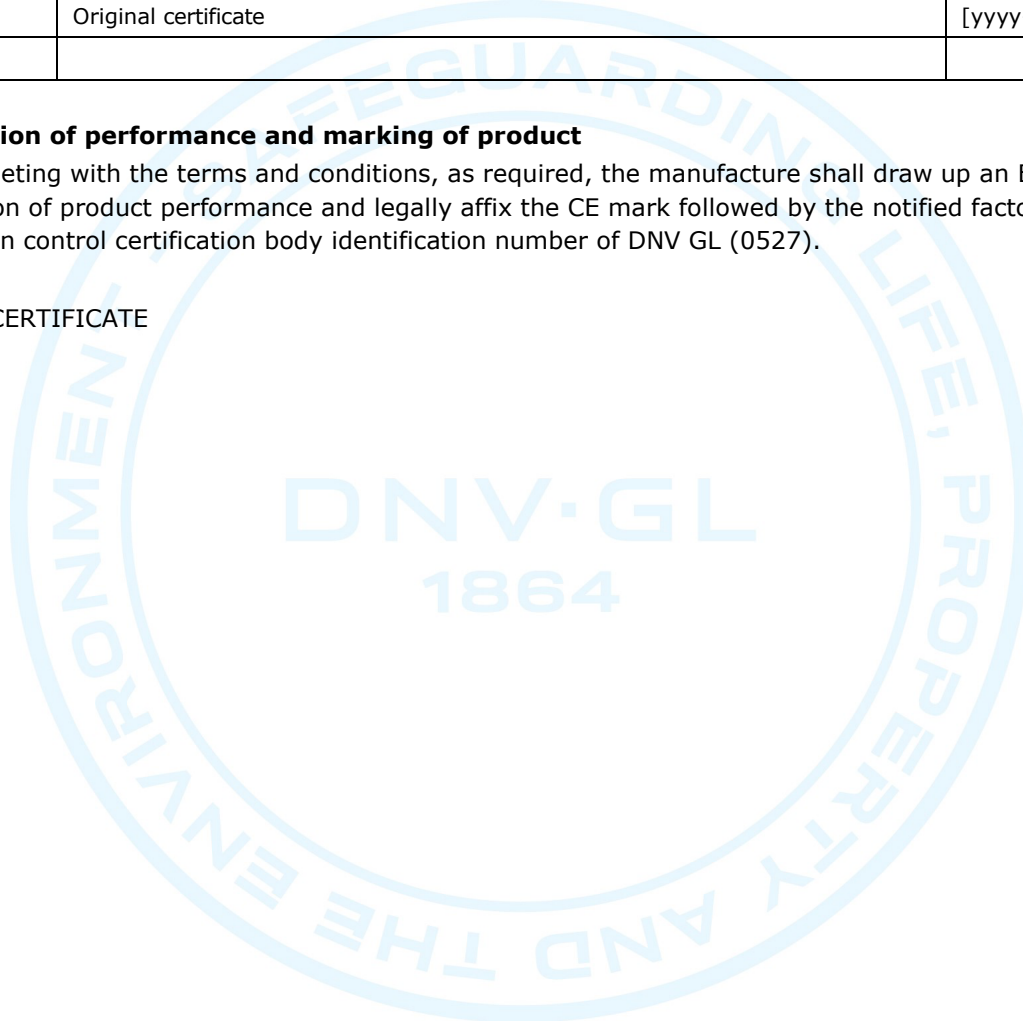 Original certificate [yyyy
ion of performance and marking of product
eting with the terms and conditions, as required, the manufacture shall draw up an E
on of product performance and legally affix the CE mark followed by the notified facto
n control certification body identification number of DNV GL (0527).
CERTIFICATE
SAFEGUARDING LIFE, PROPERTY AND THE ENVIRONMENT
DNV·GL
1864